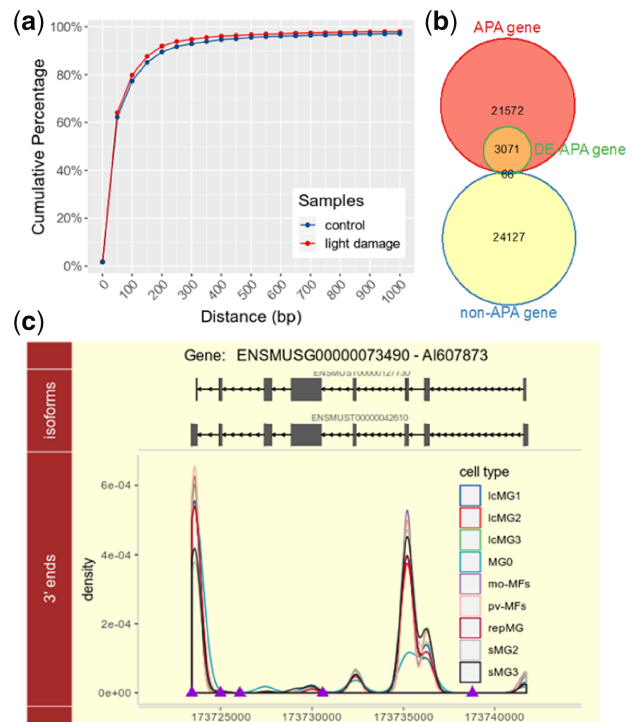 (a)
100%
80%
60%
40%
20%
0%
Cumulative Percentage
Samples
control
light damage
0
100
200
300
400
500
600
700
800
900
1000
Distance (bp)
(b)
APA gene
21572
3071
DE-APA gene
66
24127
non-APA gene
(c)
Gene: ENSMUSG00000073490 - AI607873
isoforms
ENSMUST00000127730
ENSMUST00000042610
3' ends
density
6e-04
4e-04
2e-04
0e+00
cell type
lcMG1
lcMG2
lcMG3
MG0
mo-MFs
pv-MFs
repMG
sMG2
sMG3
173725000
173730000
173735000
173740000